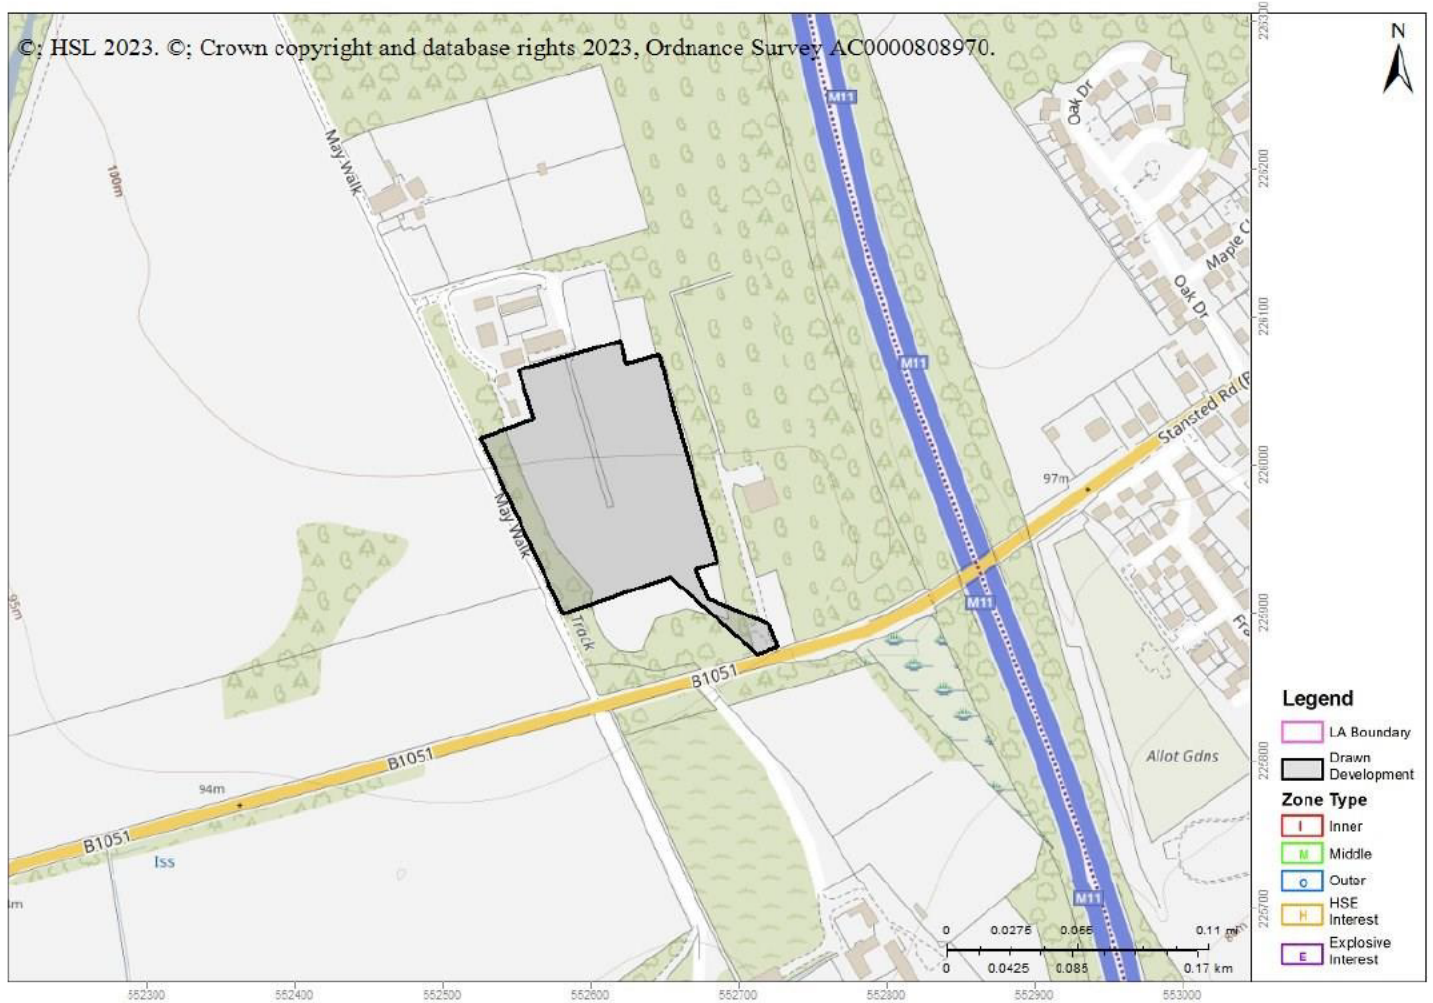 ©; HSL 2023. ©; Crown copyright and database rights 2023, Ordnance Survey AC0000808970.
N
M11
Oak Dr
May Walk
100m
Oak Dr
M11
Stansted Rd
97m
May Walk
Track
M11
95m
B1051
B1051
94m
B1051
Iss
Allot Gdns
M11
226200
226100
226000
225900
225800
225700
Legend
LA Boundary
Drawn
Development
Zone Type
I Inner
M Middle
O Outer
H HSE
Interest
E Explosive
Interest
0 0.0275 0.055 0.11 mi
0 0.0425 0.085 0.17 km
552300 552400 552500 552600 552700 552800 552900 553000